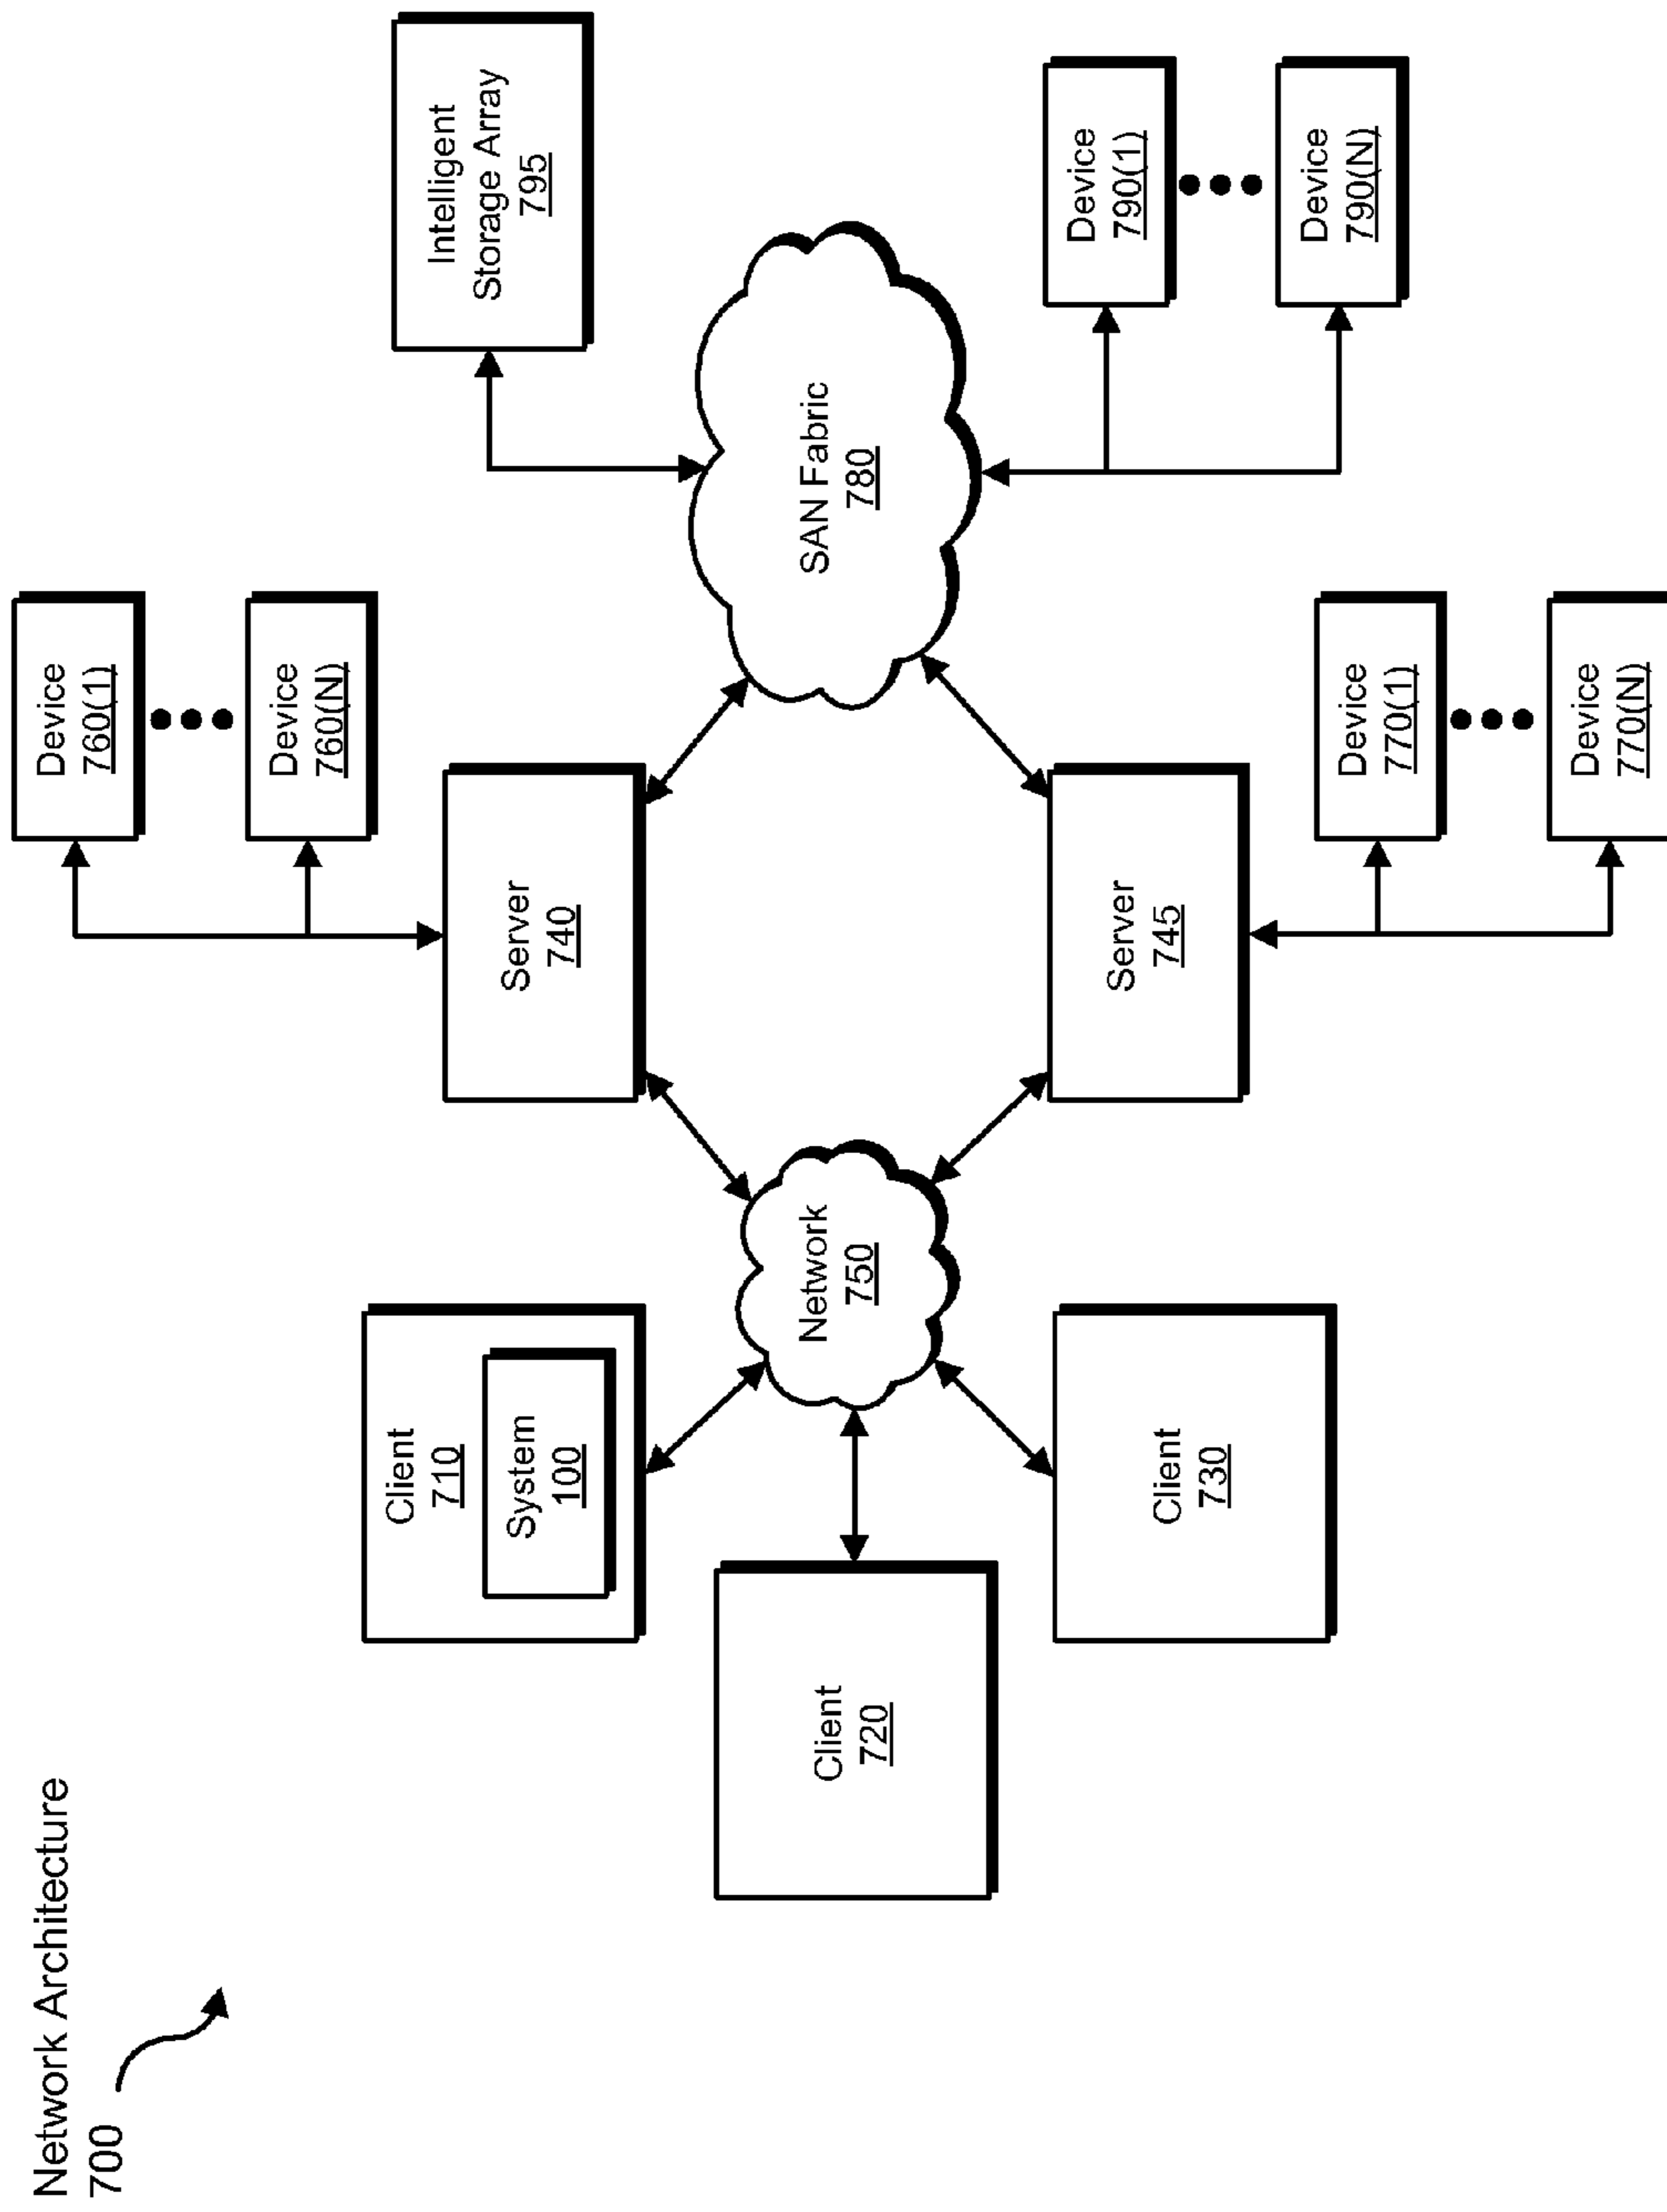 Network Architecture
700
Device
760(1)
Device
760(N)
Intelligent
Storage Array
795
Client
710
System
100
Server
740
Client
720
Network
750
SAN Fabric
780
Server
745
Client
730
Device
790(1)
Device
790(N)
Device
770(1)
Device
770(N)